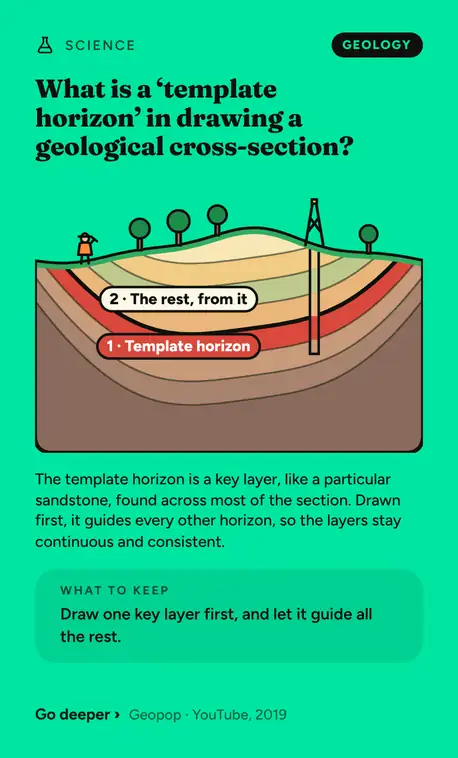 SCIENCE
GEOLOGY
What is a ‘template
horizon’ in drawing a
geological cross-section?
2 · The rest, from it
1 · Template horizon
The template horizon is a key layer, like a particular
sandstone, found across most of the section. Drawn
first, it guides every other horizon, so the layers stay
continuous and consistent.
WHAT TO KEEP
Draw one key layer first, and let it guide all
the rest.
Go deeper › Geopop · YouTube, 2019